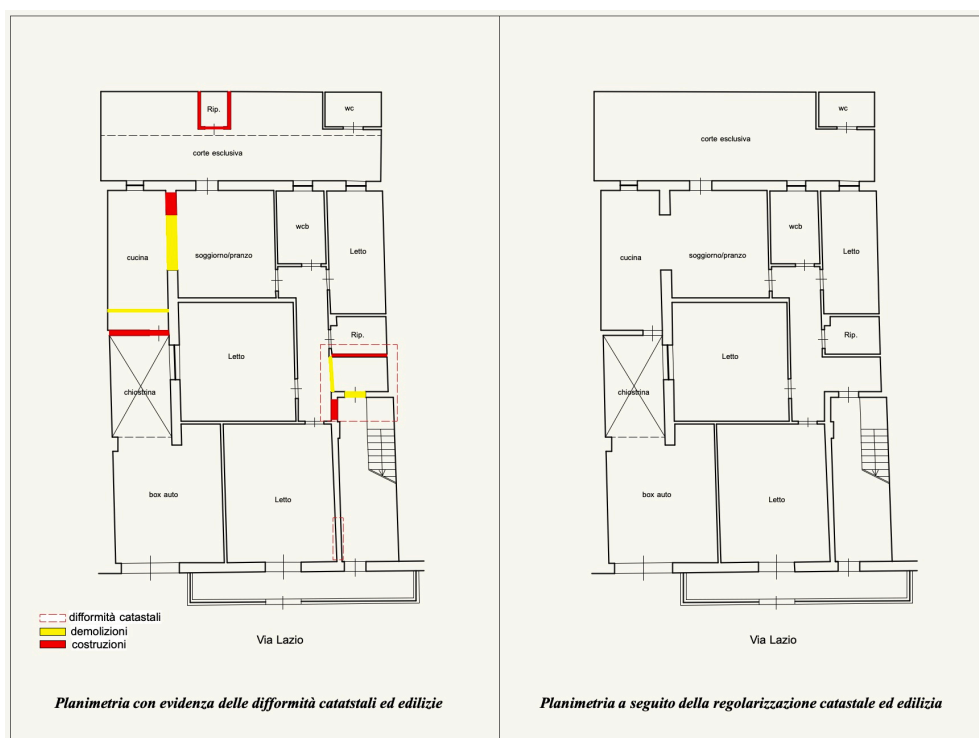 Rip.
wc
corte esclusiva
wcb
Letto
cucina
soggiorno/pranzo
Rip.
Letto
chiostrina
box auto
Letto
difformità catastali
demolizioni
costruzioni
Via Lazio
Planimetria con evidenza delle difformità catatstali ed edilizie
wc
corte esclusiva
wcb
Letto
cucina
soggiorno/pranzo
Rip.
Letto
chiostrina
box auto
Letto
Via Lazio
Planimetria a seguito della regolarizzazione catastale ed edilizia